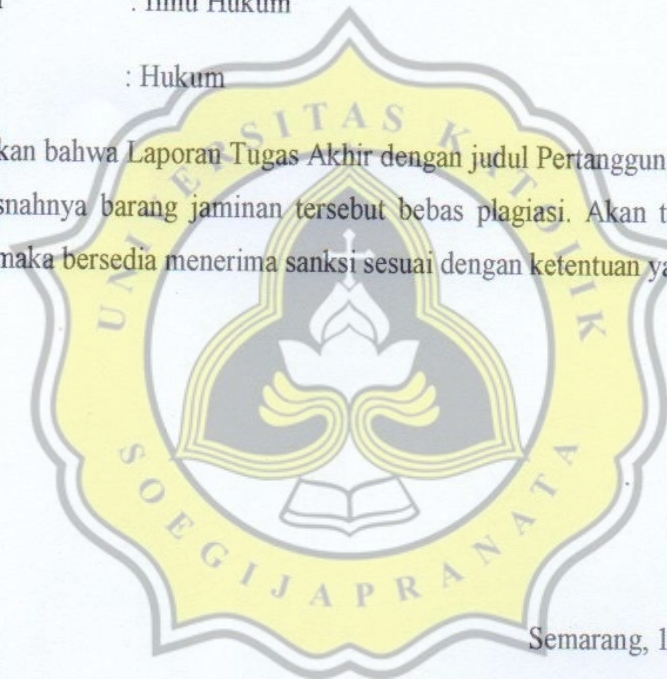 : Ilmu Hukum
: Hukum
kan bahwa Laporan Tugas Akhir dengan judul Pertanggun
snahnya barang jaminan tersebut bebas plagiasi. Akan t
maka bersedia menerima sanksi sesuai dengan ketentuan ya
UNIVERSITAS KATOLIK
SOEGIJAPRANATA
Semarang, 1